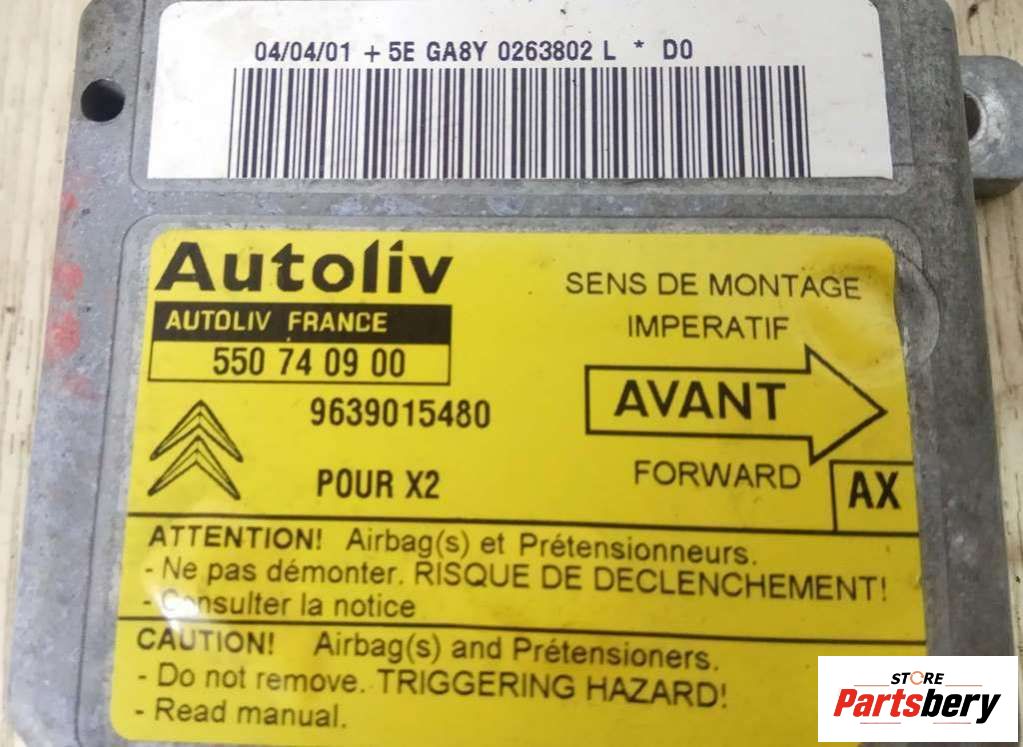 04/04/01 + 5E GA8Y 0263802 L * D0
Autoliv
AUTOLIV FRANCE
550 74 09 00
9639015480
POUR X2
SENS DE MONTAGE
IMPERATIF
AVANT
FORWARD
AX
ATTENTION! Airbag(s) et Prétensionneurs.
- Ne pas démonter. RISQUE DE DECLENCHEMENT!
- Consulter la notice
CAUTION! Airbag(s) and Prétensioners.
- Do not remove. TRIGGERING HAZARD!
- Read manual.
STORE
Partsbery